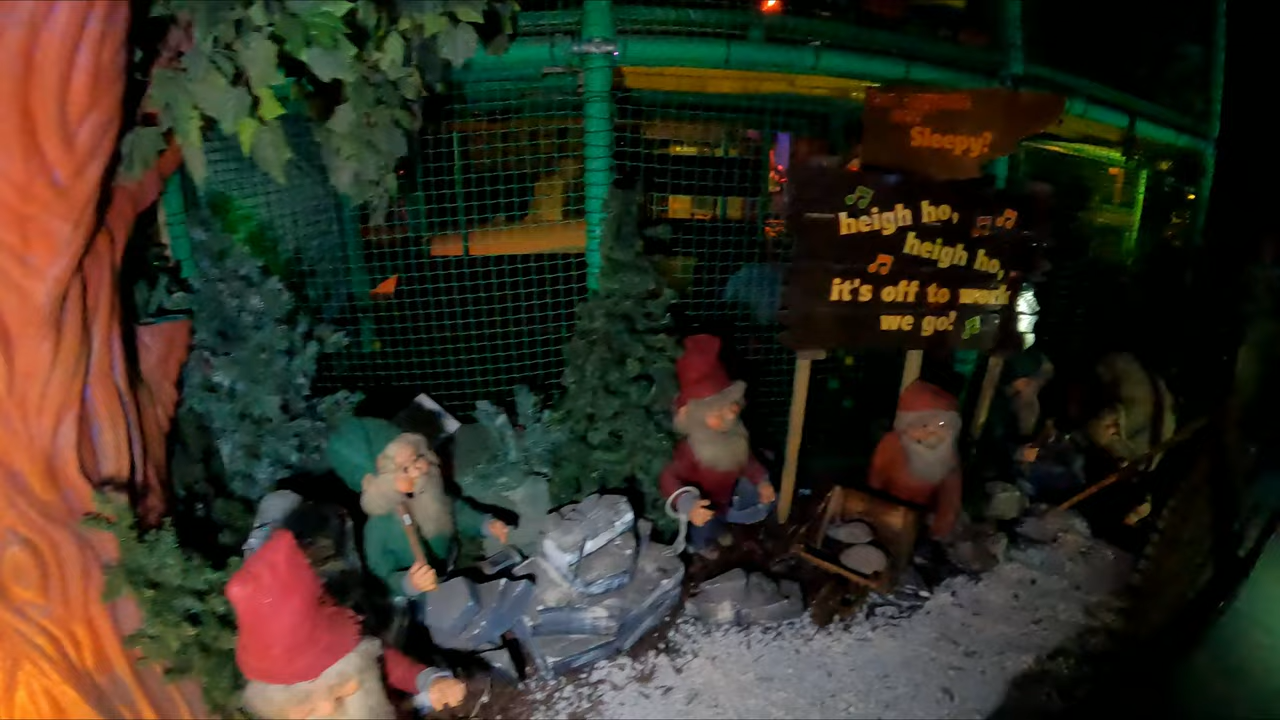 Sleepy?
heigh ho,
heigh ho,
it's off to work
we go!